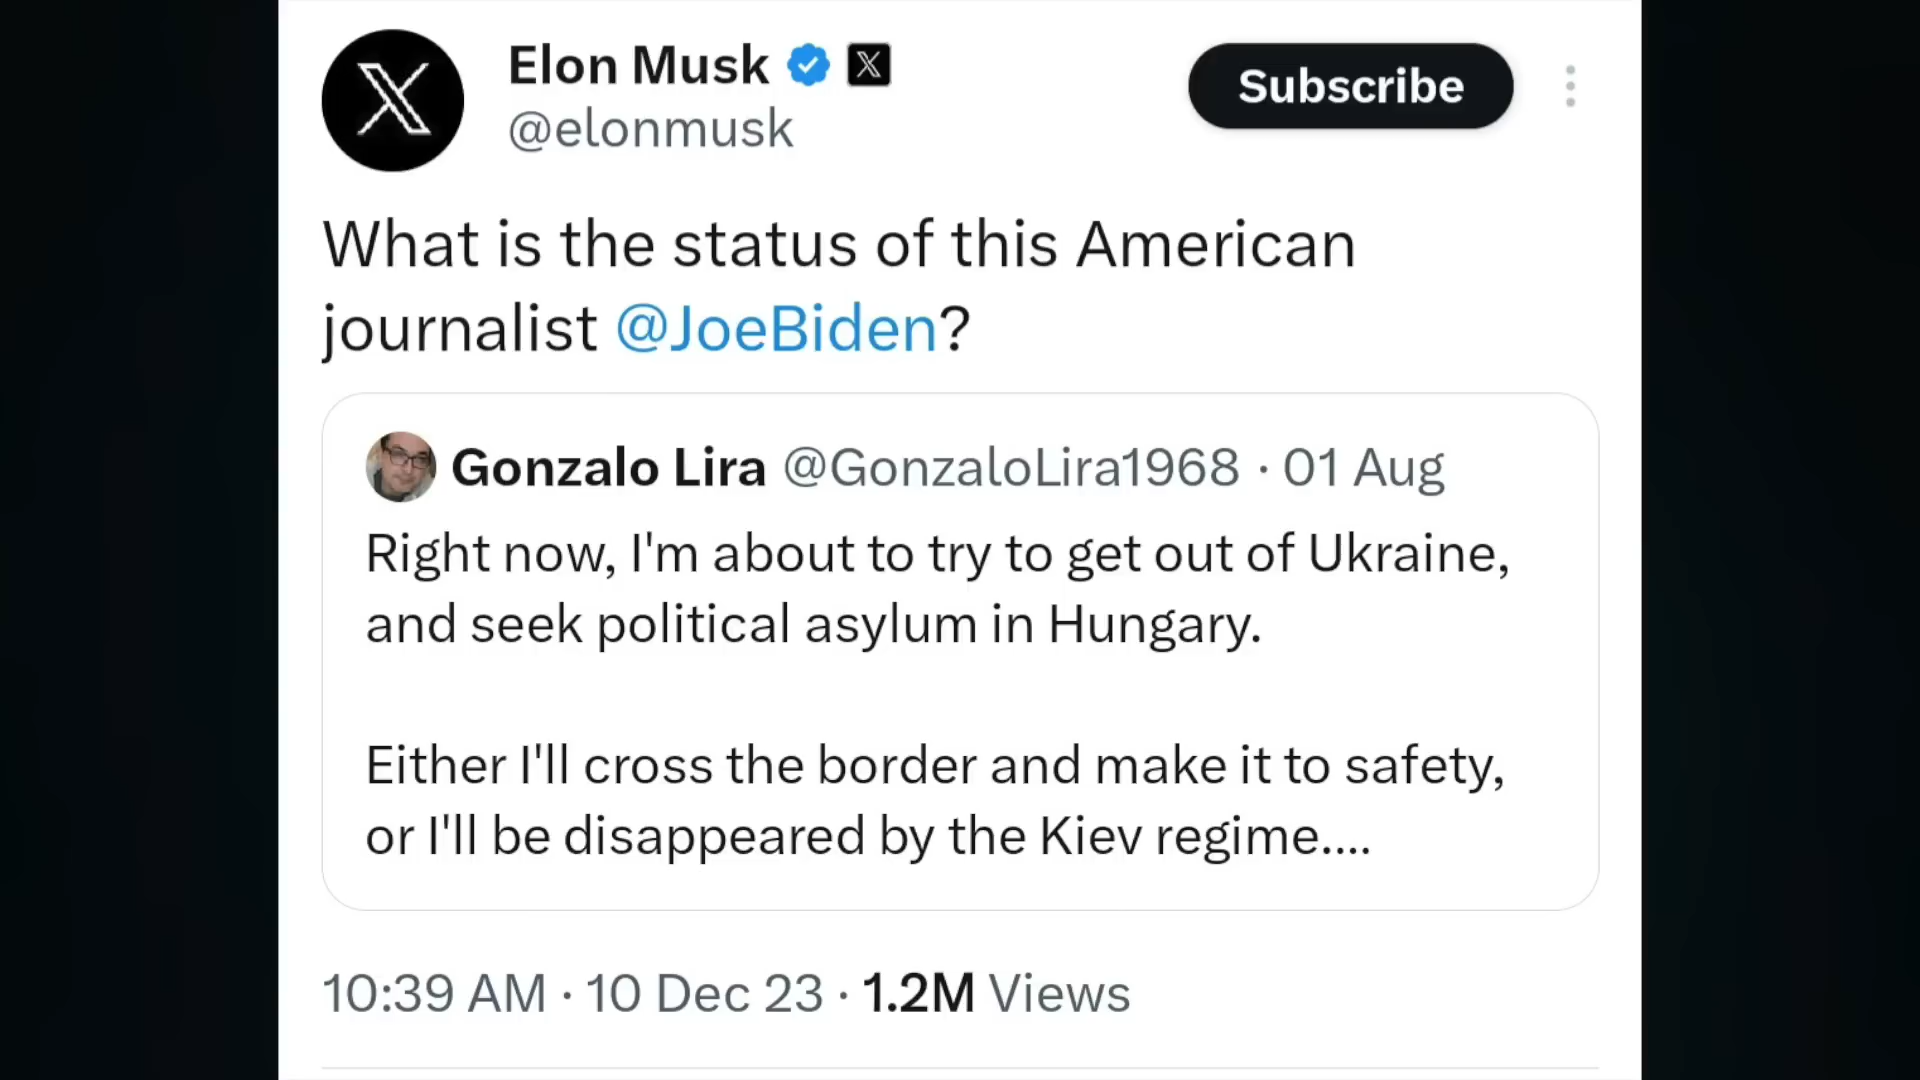 Elon Musk
Subscribe
@elonmusk
What is the status of this American
journalist @JoeBiden?
Gonzalo Lira @GonzaloLira1968 · 01 Aug
Right now, I'm about to try to get out of Ukraine,
and seek political asylum in Hungary.
Either I'll cross the border and make it to safety,
or I'll be disappeared by the Kiev regime....
10:39 AM · 10 Dec 23 · 1.2M Views